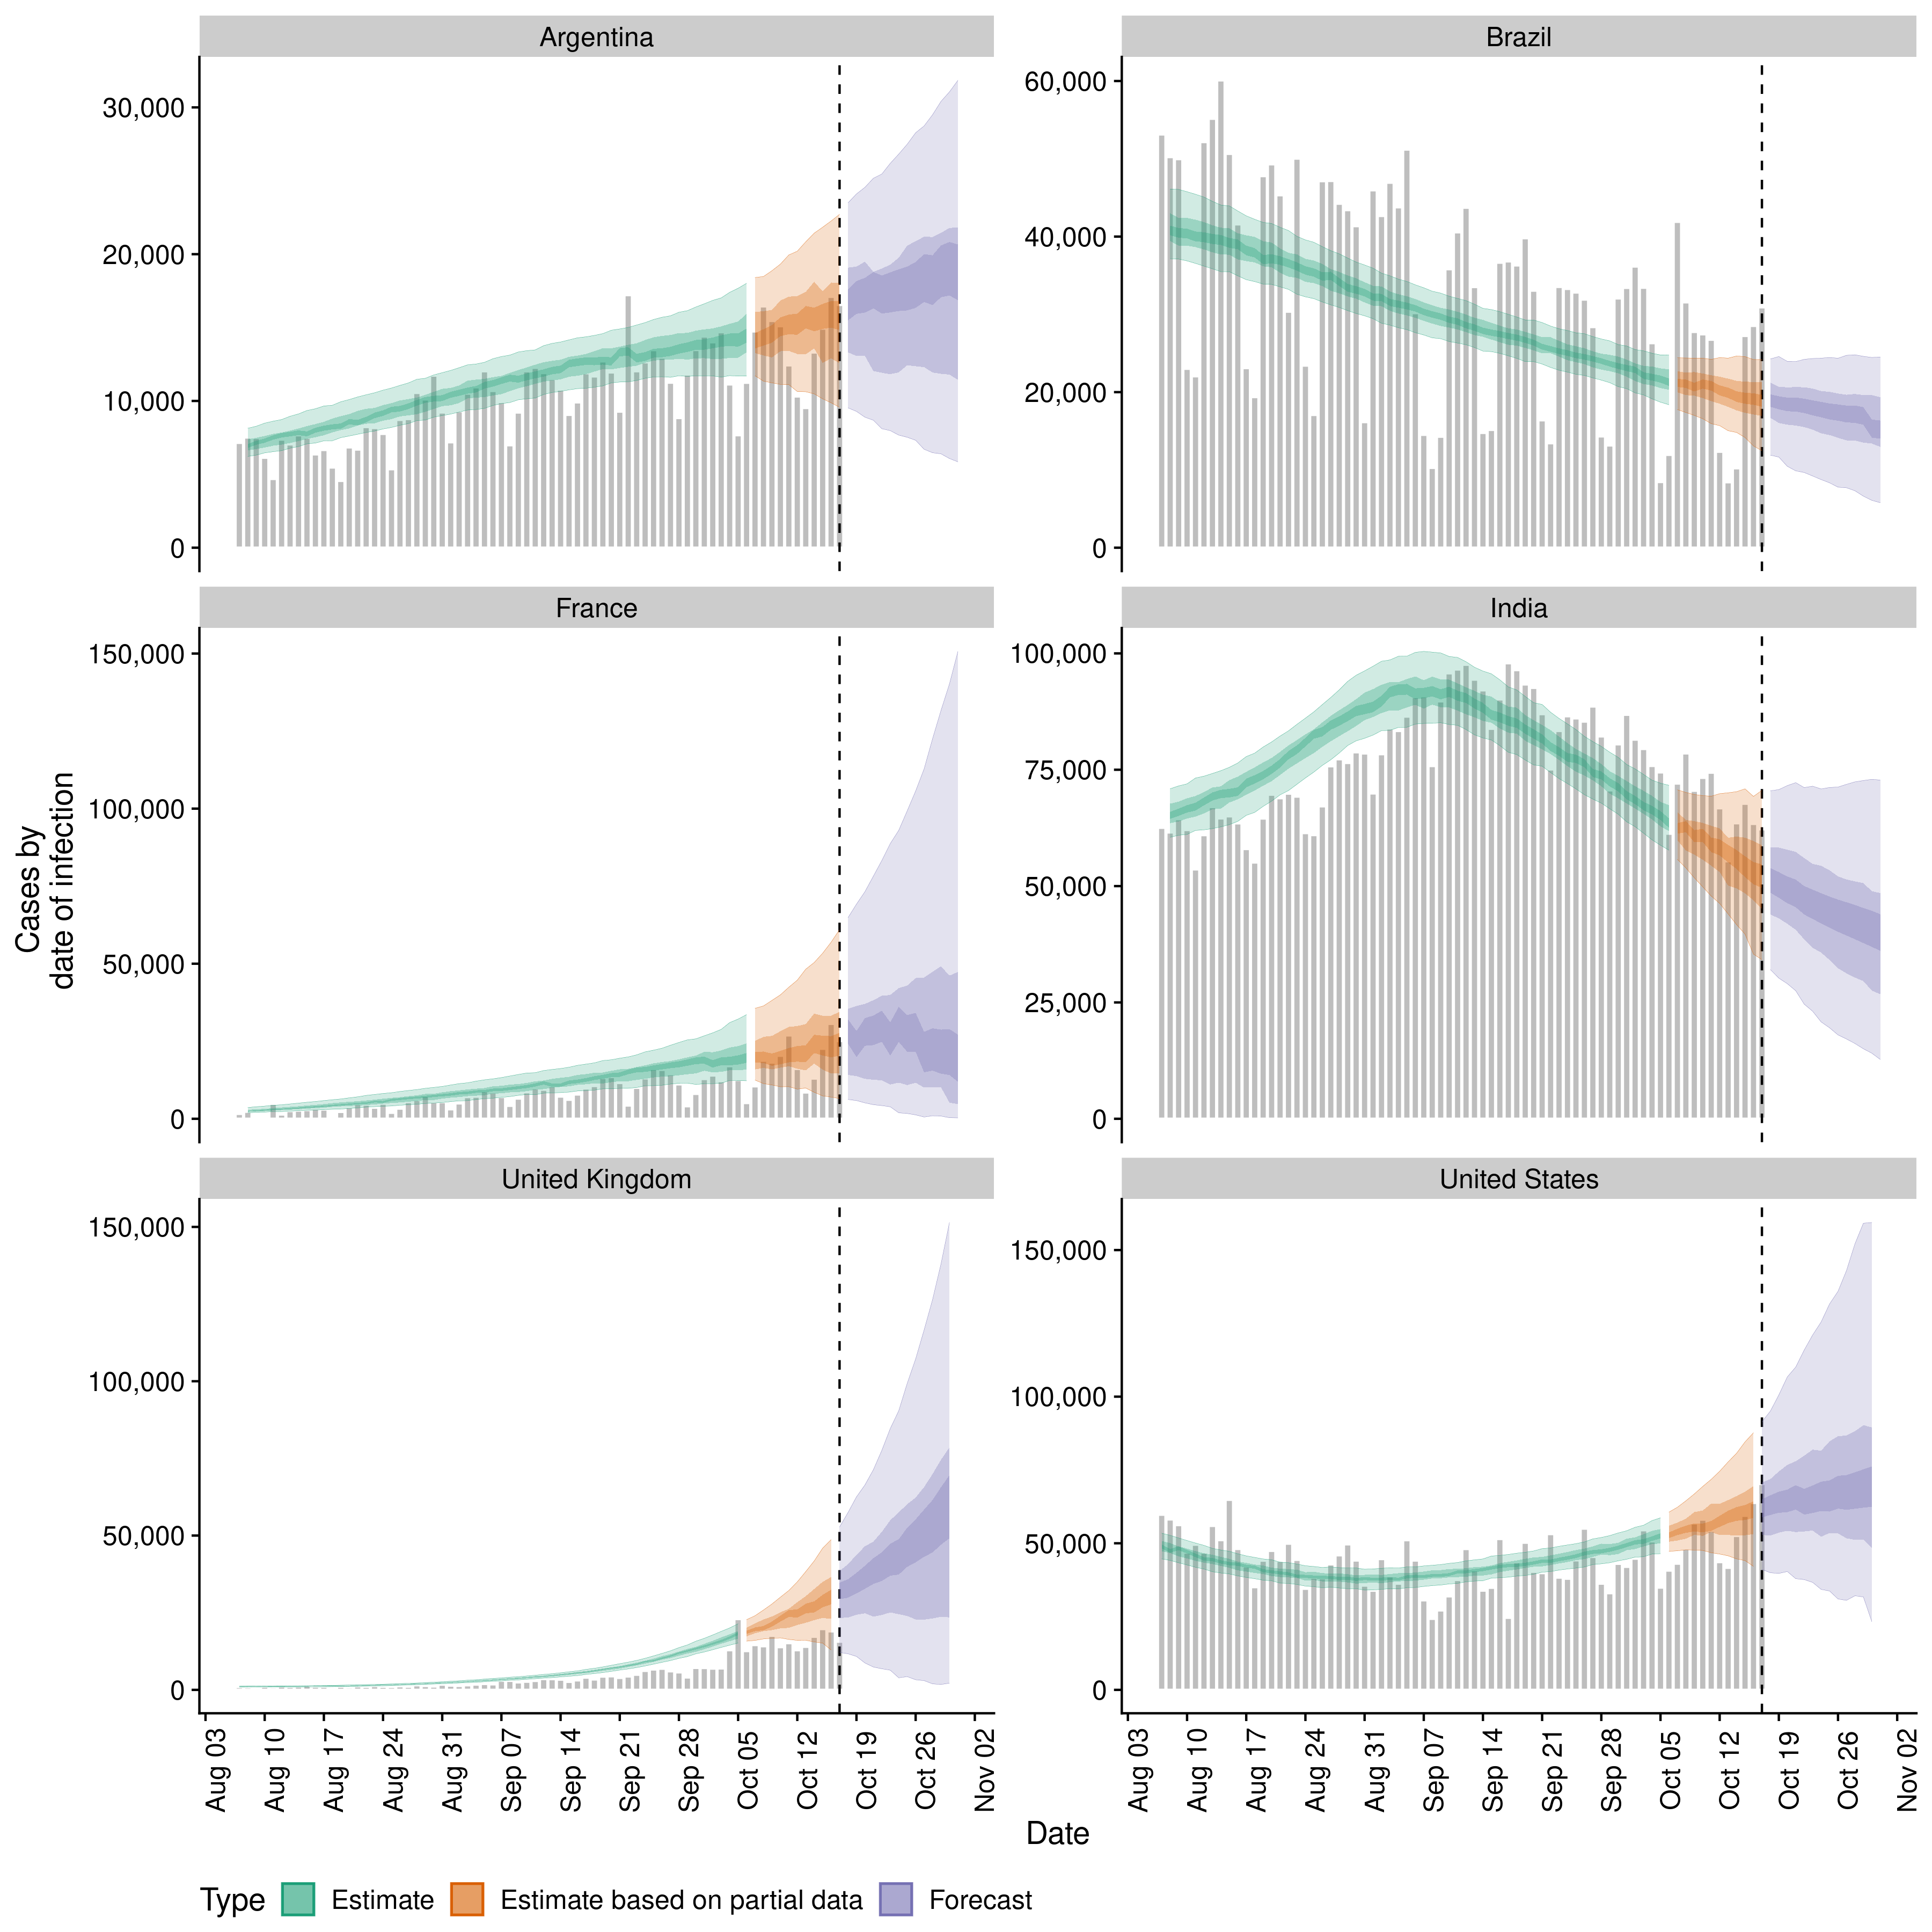 Argentina
Brazil
30,000
20,000
10,000
0
60,000
40,000
20,000
0
France
India
150,000
100,000
50,000
0
100,000
75,000
50,000
25,000
0
Cases by
date of infection
United Kingdom
United States
150,000
100,000
50,000
0
150,000
100,000
50,000
0
Aug 03
Aug 10
Aug 17
Aug 24
Aug 31
Sep 07
Sep 14
Sep 21
Sep 28
Oct 05
Oct 12
Oct 19
Oct 26
Nov 02
Aug 03
Aug 10
Aug 17
Aug 24
Aug 31
Sep 07
Sep 14
Sep 21
Sep 28
Oct 05
Oct 12
Oct 19
Oct 26
Nov 02
Date
Type Estimate Estimate based on partial data Forecast